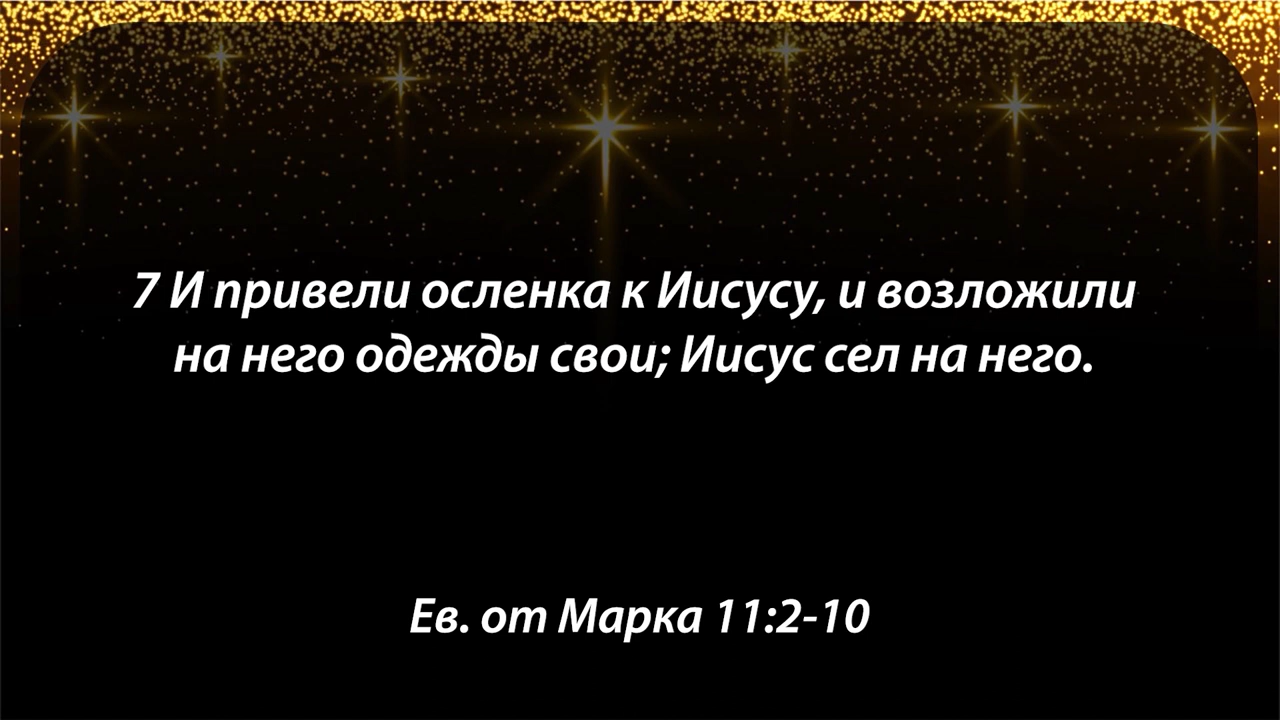 7 И привели осленка к Иисусу, и возложили
на него одежды свои; Иисус сел на него.
Ев. от Марка 11:2-10